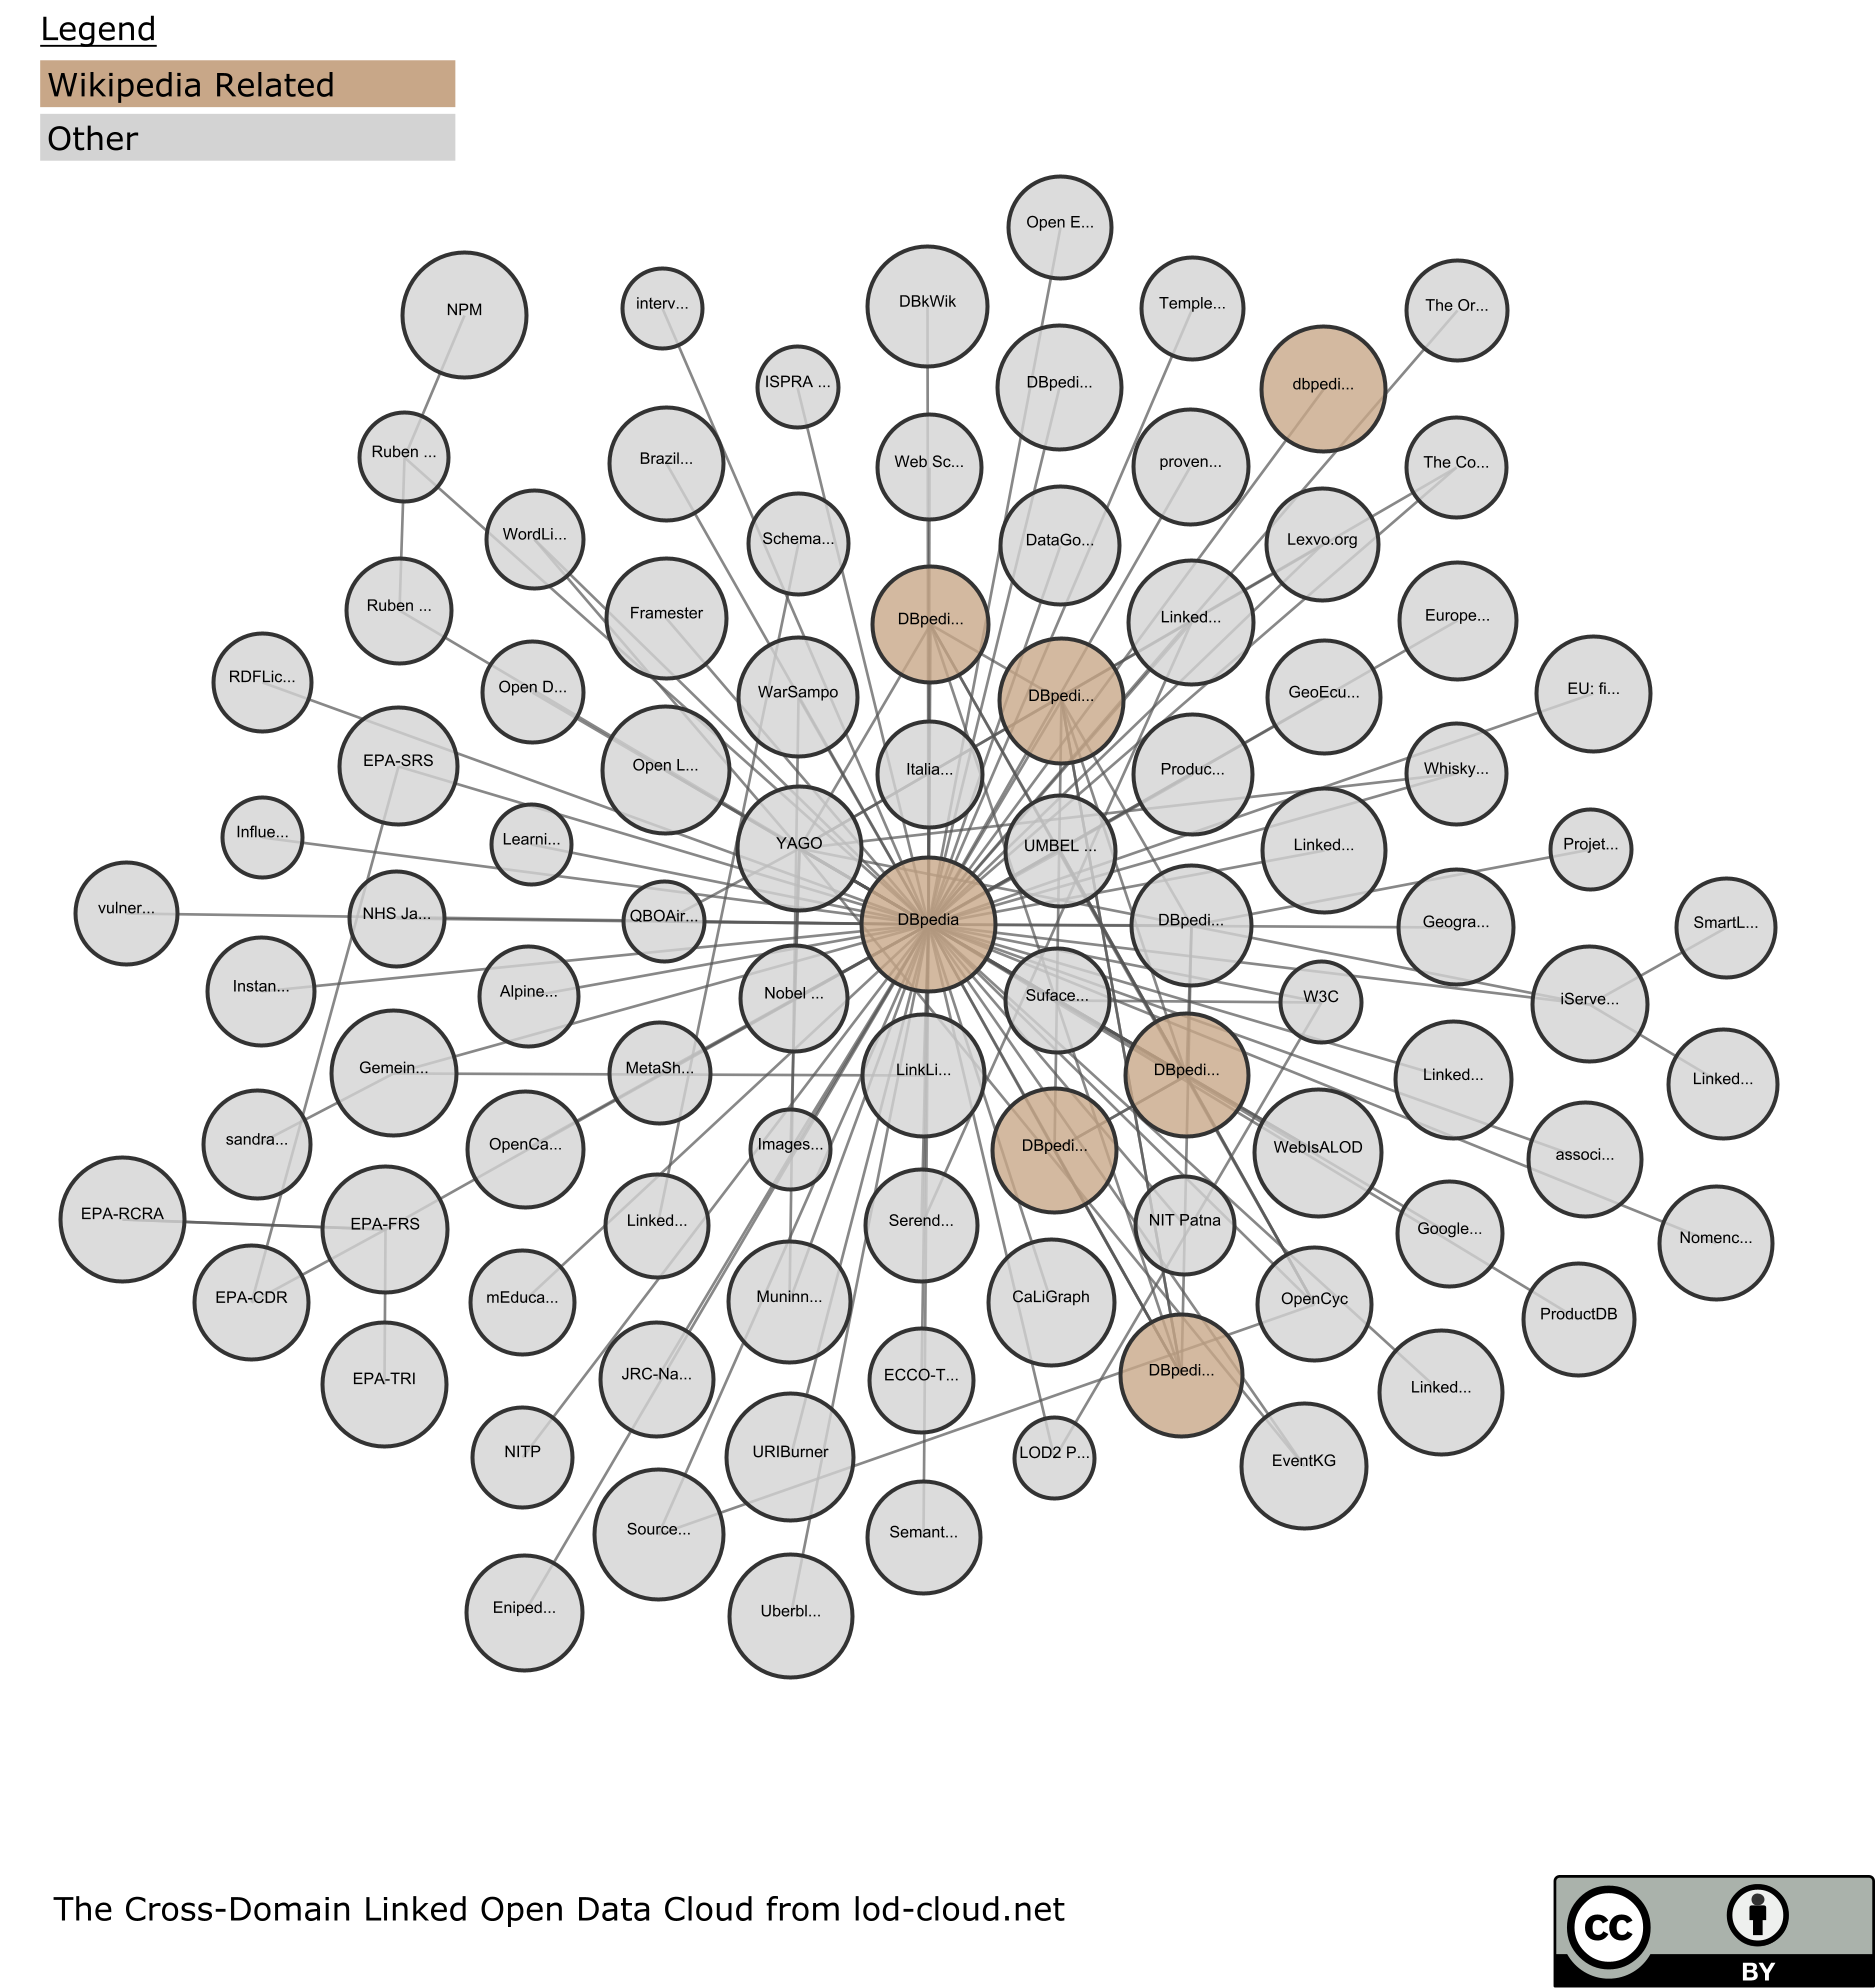 Legend
Wikipedia Related
Other
Open E...
NPM
interv...
DBkWik
Temple...
The Or...
ISPRA ...
DBpedi...
dbpedi...
Ruben ...
Brazil...
Web Sc...
proven...
The Co...
WordLi...
Schema...
DataGo...
Lexvo.org
Ruben ...
Framester
DBpedi...
Linked...
Europe...
RDFLic...
Open D...
WarSampo
DBpedi...
GeoEcu...
EU: fi...
EPA-SRS
Open L...
Italia...
Produc...
Whisky...
Influe...
Learni...
YAGO
UMBEL ...
Linked...
Projet...
vulner...
NHS Ja...
QBOAir...
DBpedia
DBpedi...
Geogra...
SmartL...
Instan...
Alpine...
Nobel ...
Suface...
W3C
iServe...
Gemein...
MetaSh...
LinkLi...
DBpedi...
Linked...
Linked...
sandra...
OpenCa...
Images...
DBpedi...
WebIsALOD
associ...
EPA-RCRA
EPA-FRS
Linked...
Serend...
NIT Patna
Google...
Nomenc...
EPA-CDR
mEduca...
Muninn...
CaLiGraph
OpenCyc
ProductDB
EPA-TRI
JRC-Na...
ECCO-T...
DBpedi...
Linked...
NITP
URIBurner
LOD2 P...
EventKG
Source...
Semant...
Eniped...
Uberbl...
The Cross-Domain Linked Open Data Cloud from lod-cloud.net
cc
BY